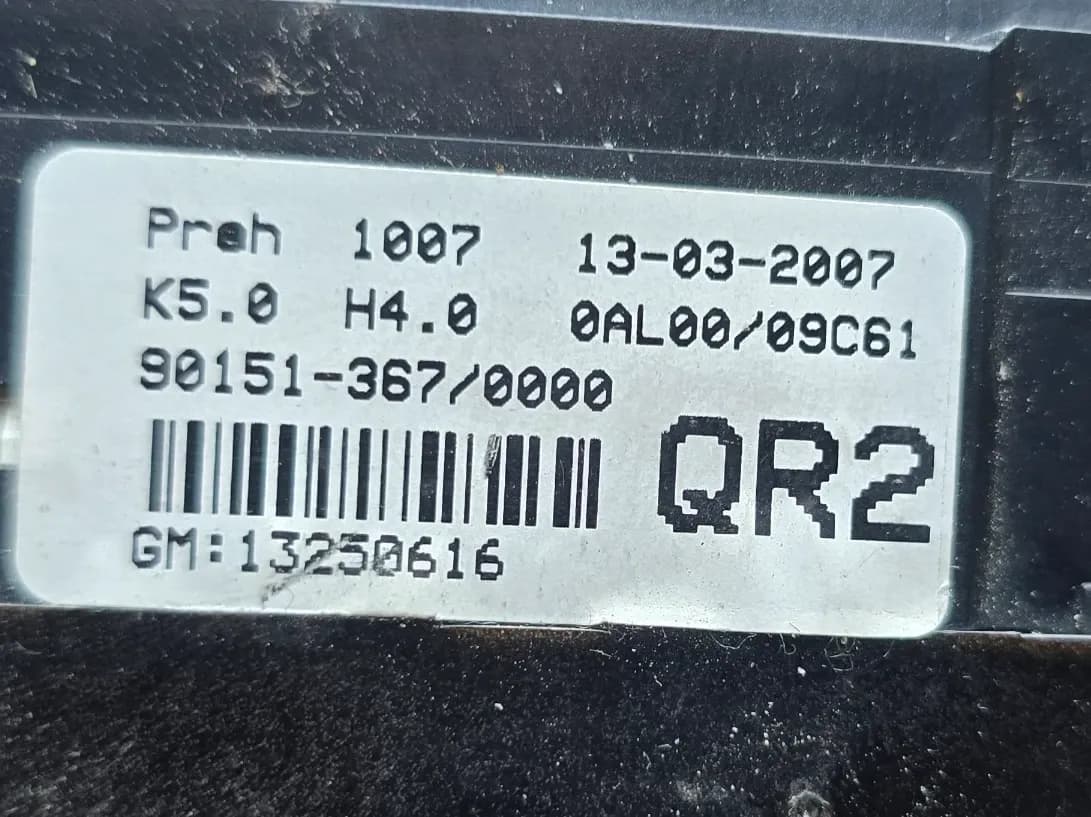 Preh 1007 13-03-2007
K5.0 H4.0 0AL00/09C61
90151-367/0000
QR2
GM:13250616